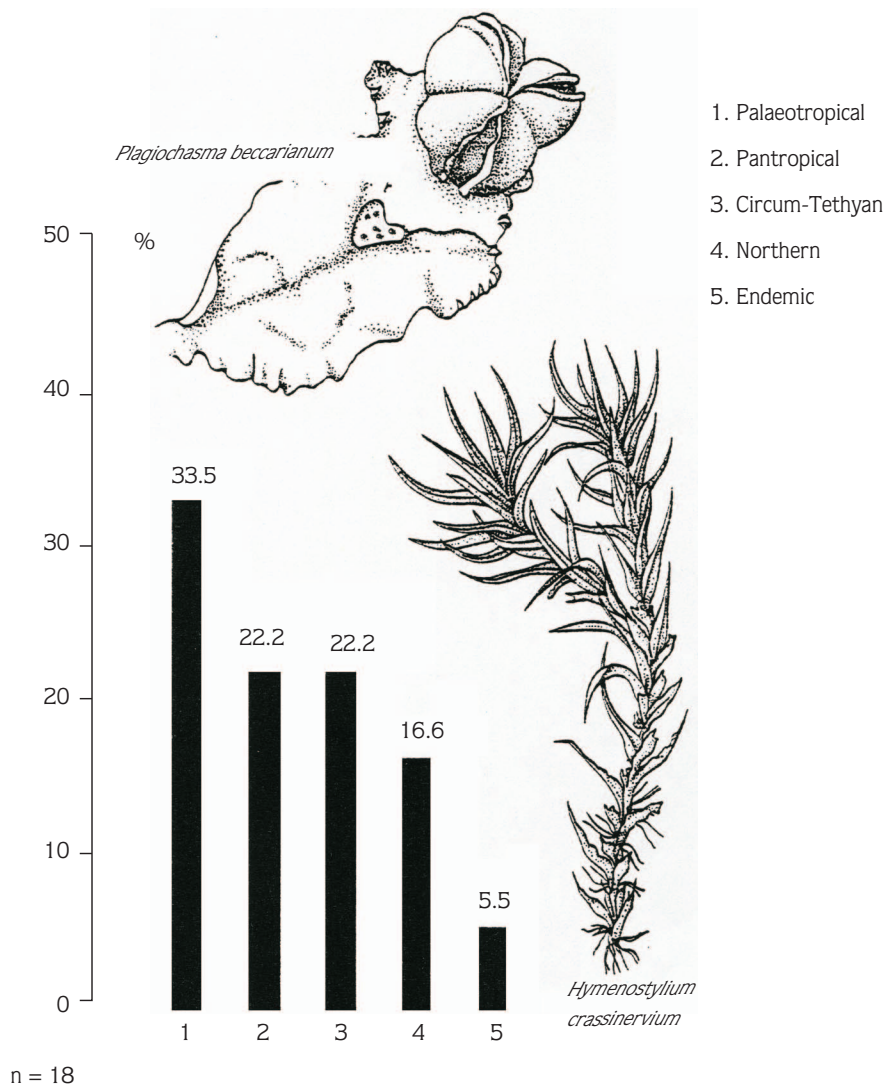 Plagiochasma beccarianum
1. Palaeotropical
2. Pantropical
3. Circum-Tethyan
4. Northern
5. Endemic
50
%
40
30
20
10
0
33.5
22.2
22.2
16.6
5.5
1
2
3
4
5
Hymenostylium
crassinervium
n = 18